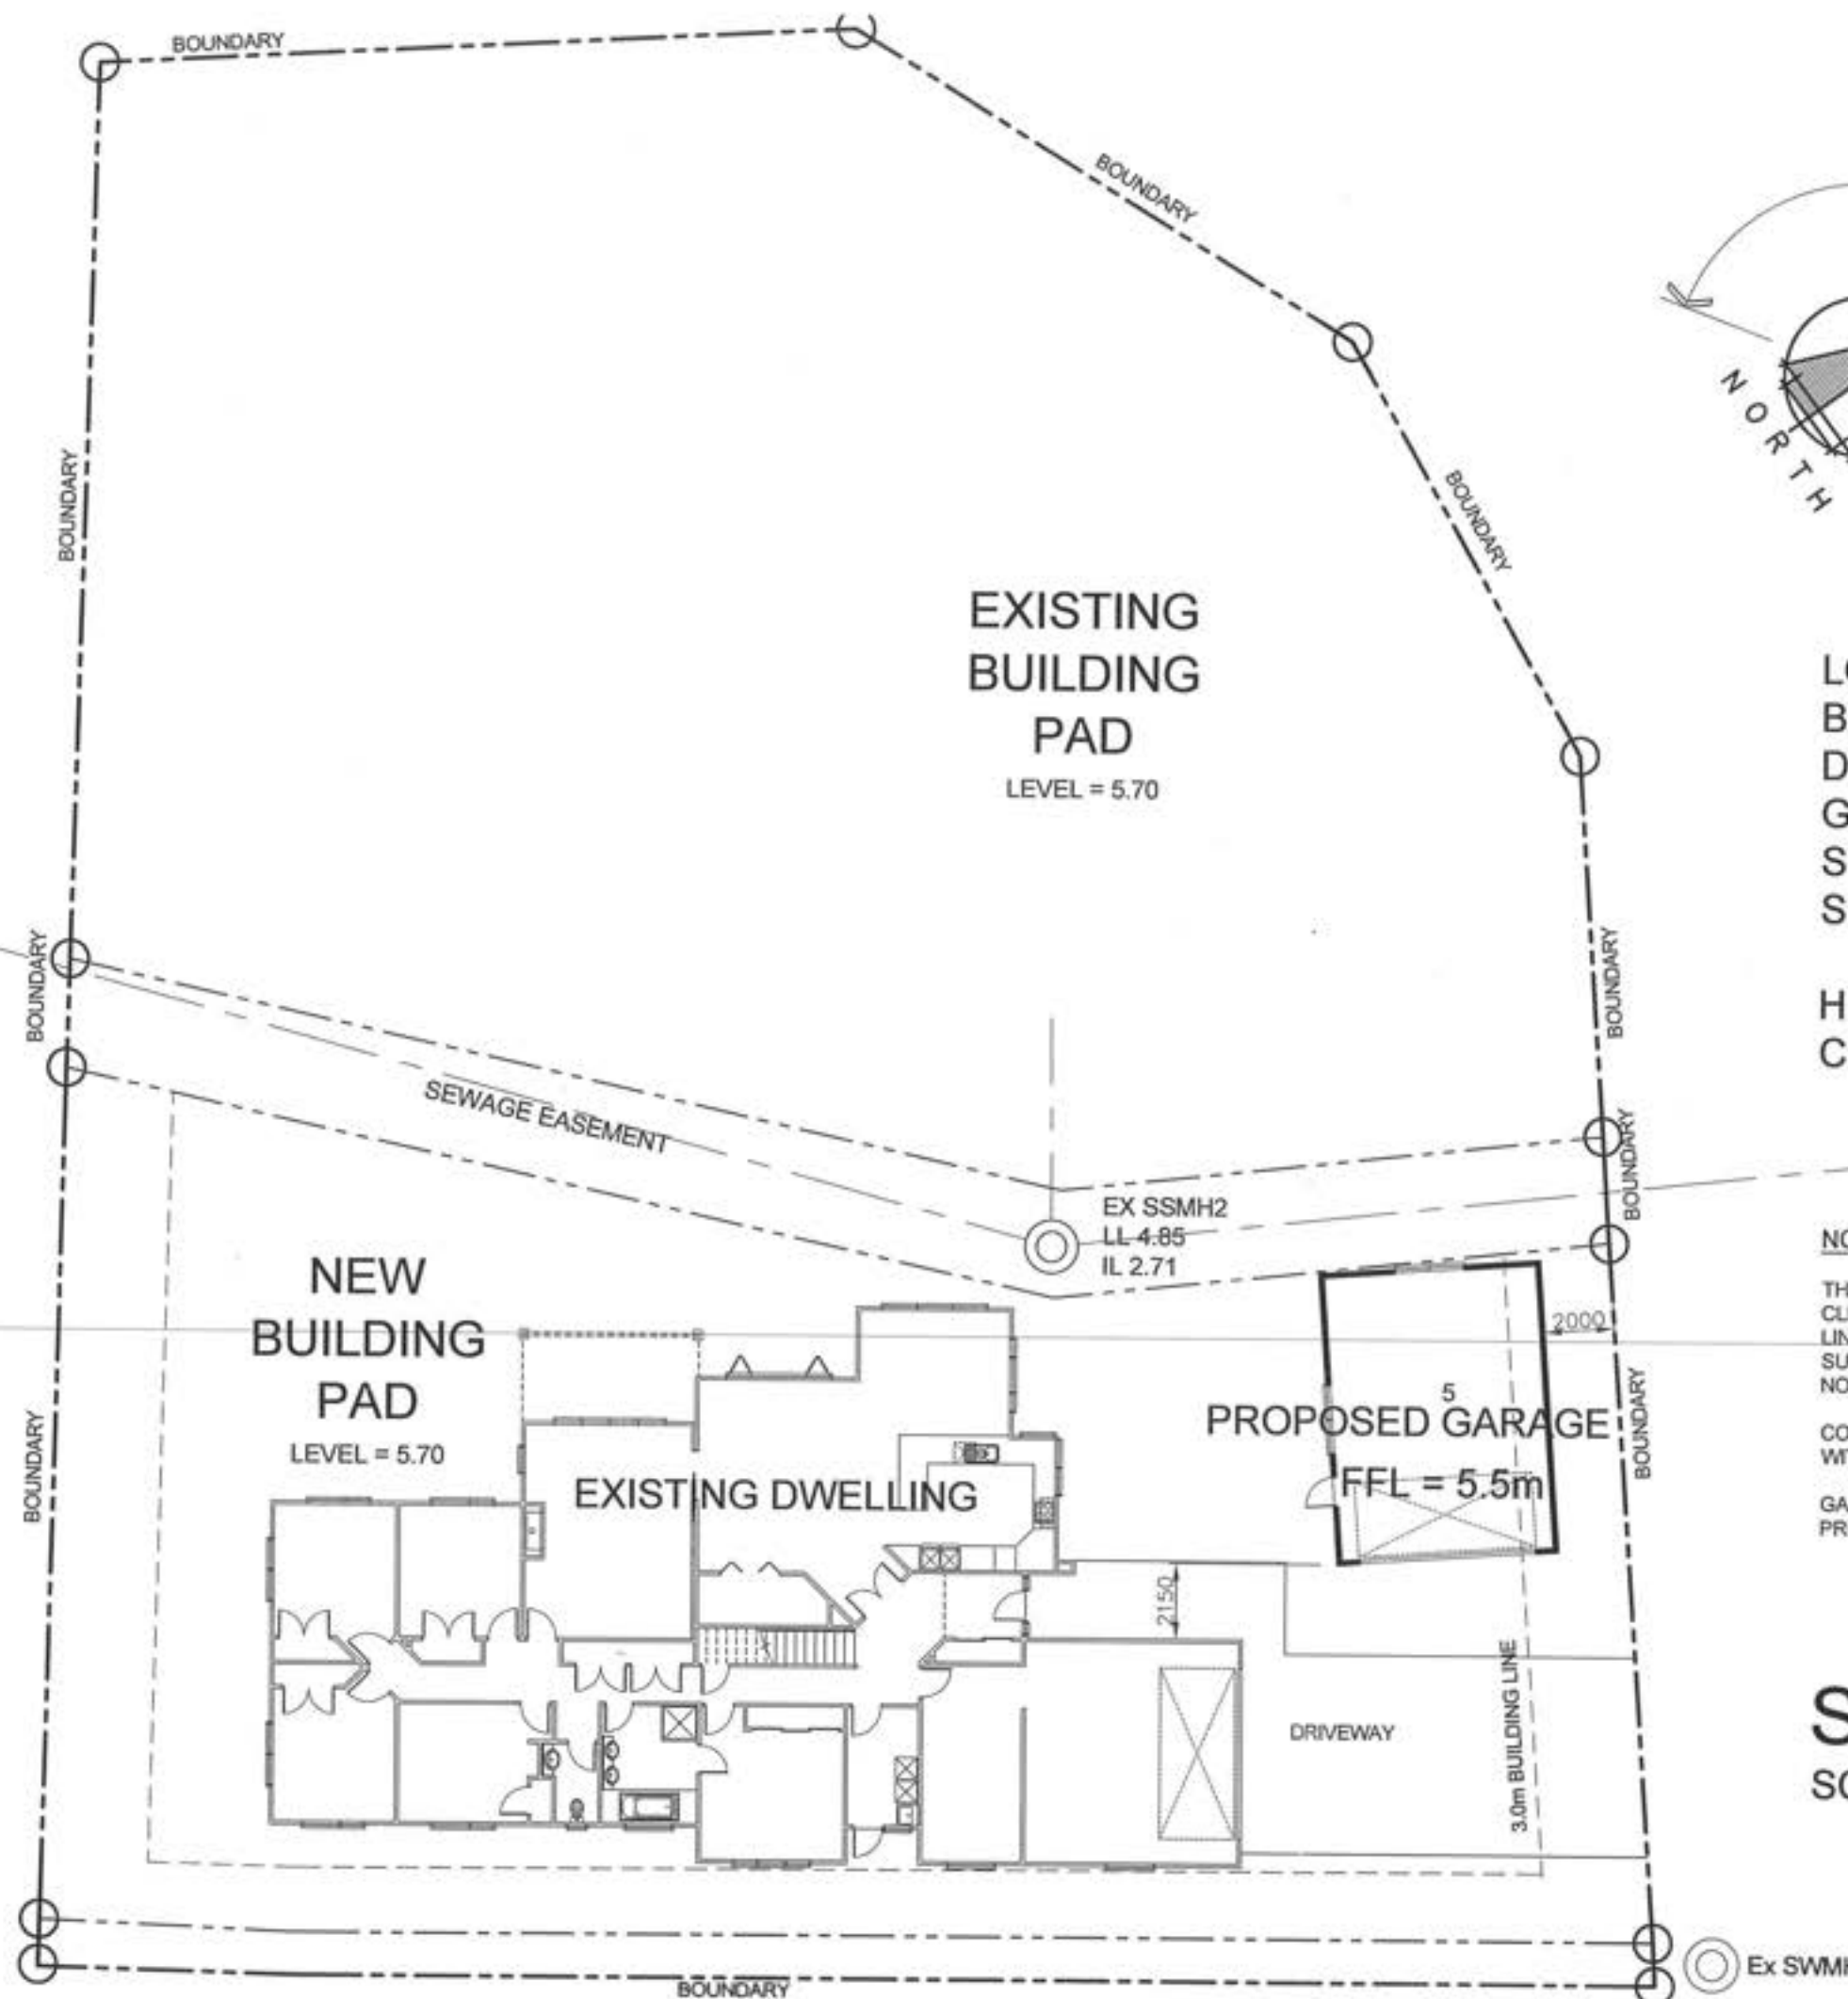 BOUNDARY
BOUNDARY
BOUNDARY
BOUNDARY
NORTH
EXISTING
BUILDING
PAD
LEVEL = 5.70
BOUNDARY
BOUNDARY
BOUNDARY
SEWAGE EASEMENT
EX SSMH2
LL 4.85
IL 2.71
NEW
BUILDING
PAD
LEVEL = 5.70
2000
BOUNDARY
BOUNDARY
5
PROPOSED GARAGE
FFL = 5.5m
EXISTING DWELLING
2150
DRIVEWAY
3.0m BUILDING LINE
BOUNDARY
Ex SWMH